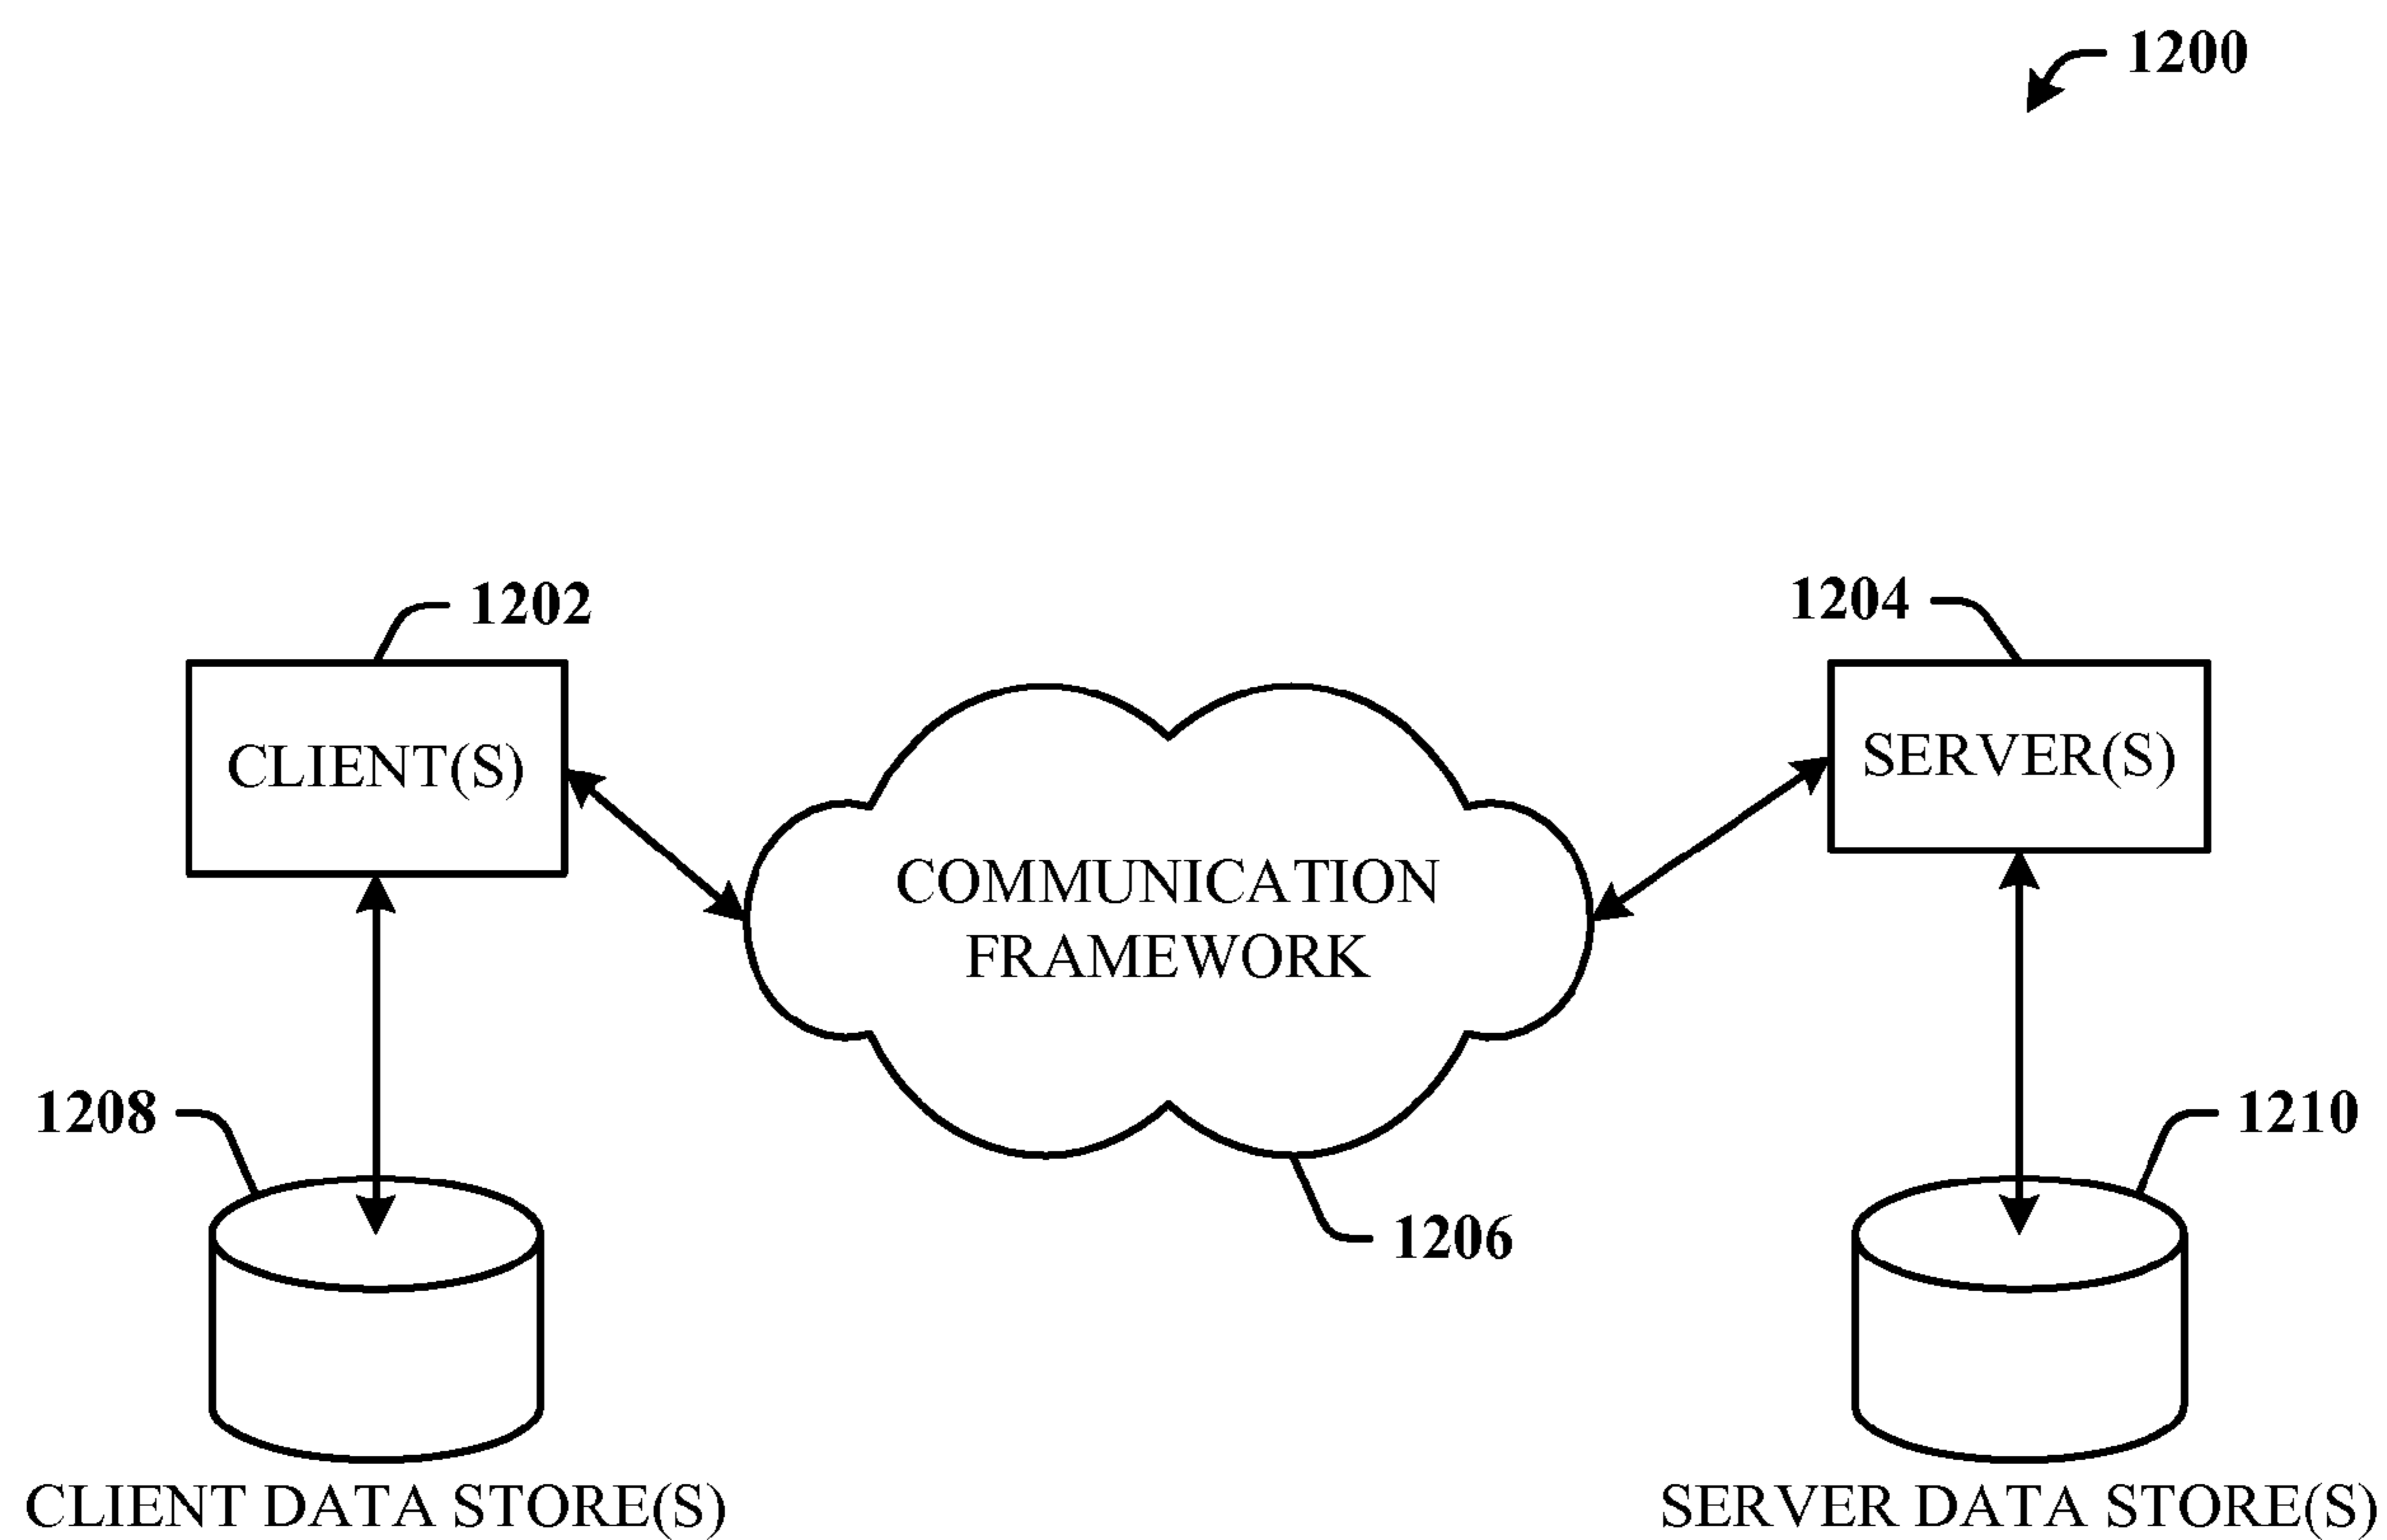 1200
1202
1204
CLIENT(S)
SERVER(S)
COMMUNICATION
FRAMEWORK
1208
1210
1206
CLIENT DATA STORE(S)
SERVER DATA STORE(S)